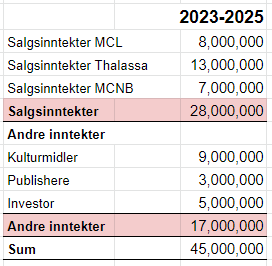 2023-2025
Salgsinntekter MCL 8,000,000
Salgsinntekter Thalassa 13,000,000
Salgsinntekter MCNB 7,000,000
Salgsinntekter 28,000,000
Andre inntekter
Kulturmidler 9,000,000
Publishere 3,000,000
Investor 5,000,000
Andre inntekter 17,000,000
Sum 45,000,000